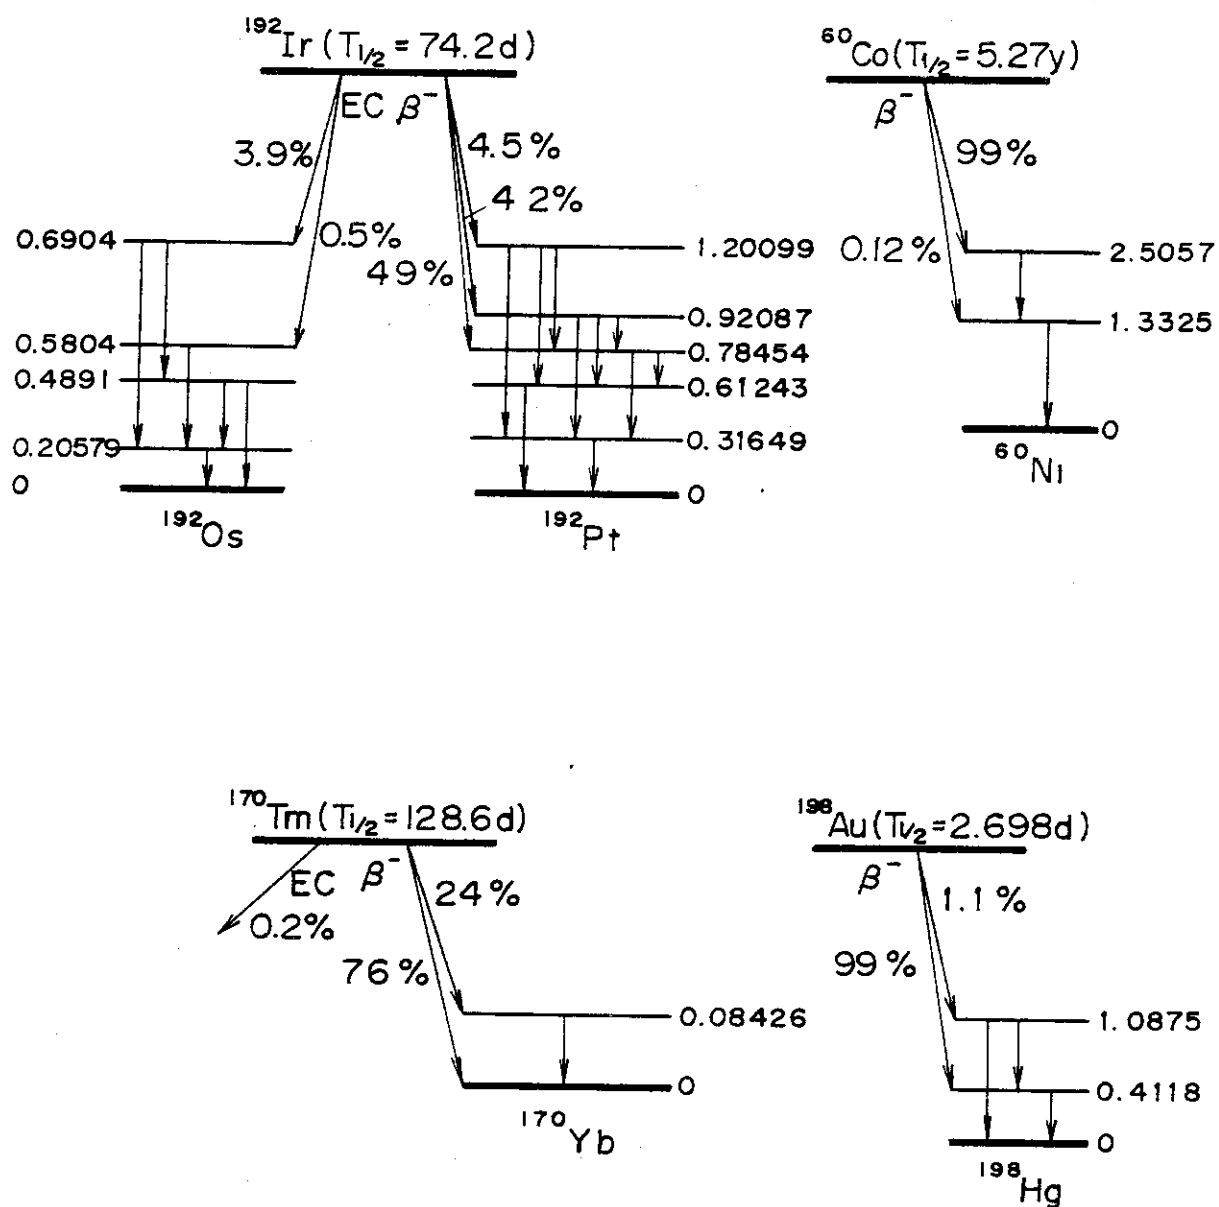 ¹⁹²Ir (T1/2 = 74.2d)
EC β⁻
3.9%
4.5%
42%
0.5%
49%
0.6904
0.5804
0.4891
0.20579
0
¹⁹²Os
1.20099
0.92087
0.78454
0.61243
0.31649
0
¹⁹²Pt
⁶⁰Co (T1/2 = 5.27y)
β⁻
99%
0.12%
2.5057
1.3325
0
⁶⁰Ni
¹⁷⁰Tm (T1/2 = 128.6d)
EC β⁻
0.2%
24%
76%
0.08426
0
¹⁷⁰Yb
¹⁹⁸Au (T1/2 = 2.698d)
β⁻
1.1%
99%
1.0875
0.4118
0
¹⁹⁸Hg